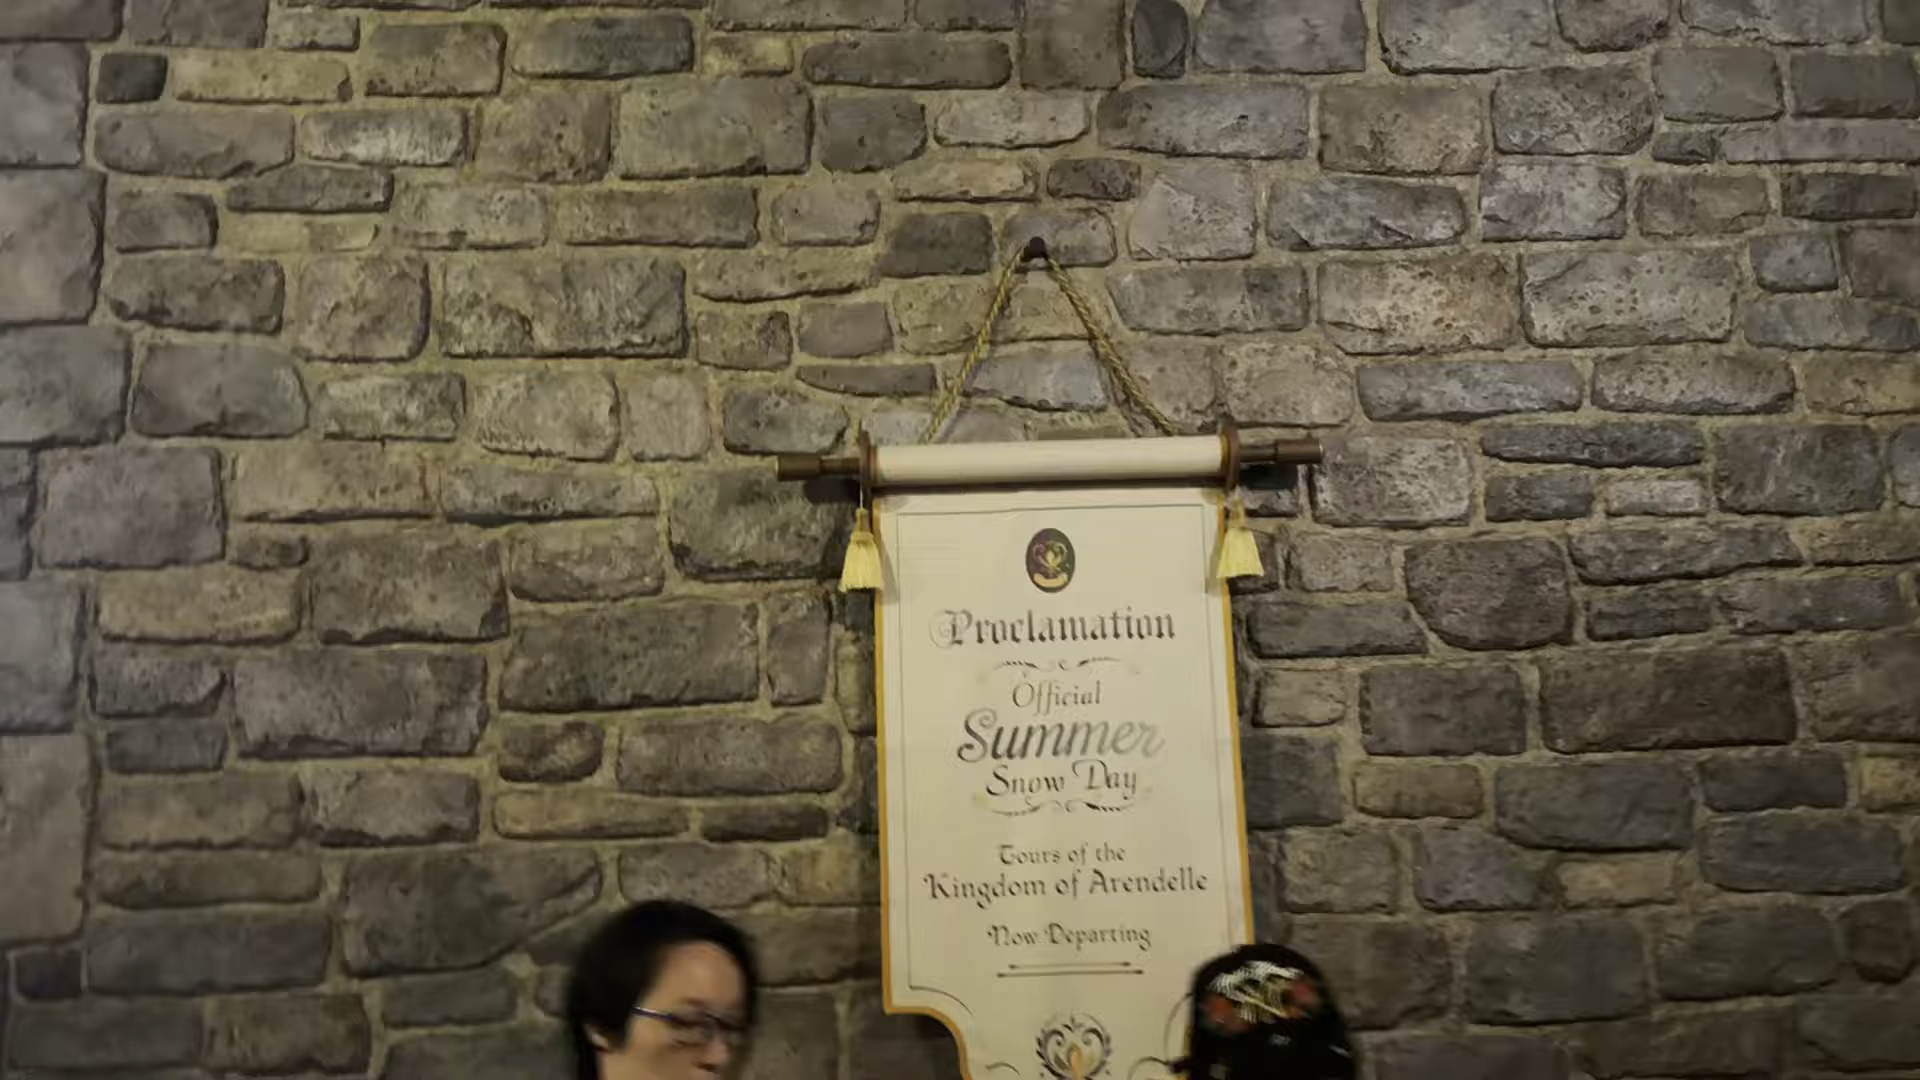 Proclamation
Official
Summer
Snow Day
Tours of the
Kingdom of Arendelle
Now Departing